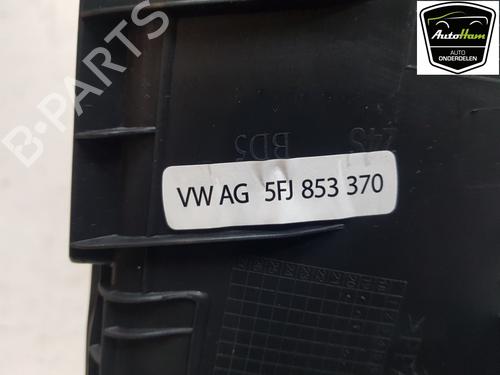 AutoHam
AUTO
ONDERDELEN
B-PARTS
BD5
VW AG 5FJ 853 370